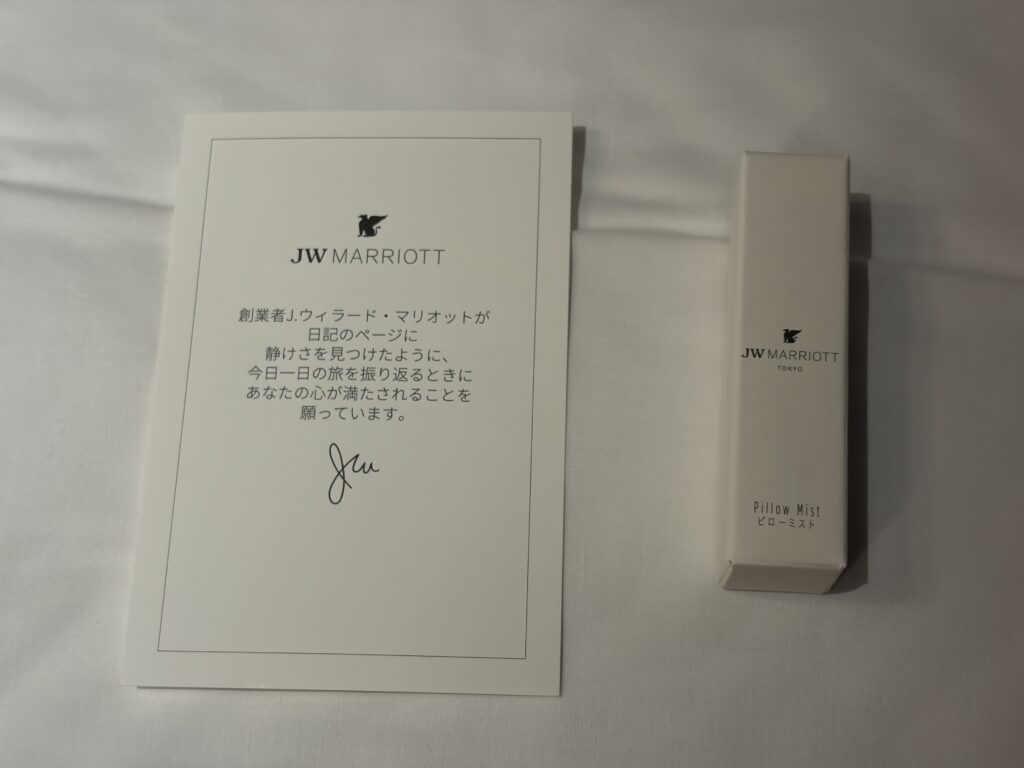 JW MARRIOTT
創業者J.ウィラード・マリオットが
日記のページに
静けさを見つけたように、
今日一日の旅を振り返るときに
あなたの心が満たされることを
願っています。
JW
JW MARRIOTT
TOKYO
Pillow Mist
ピローミスト